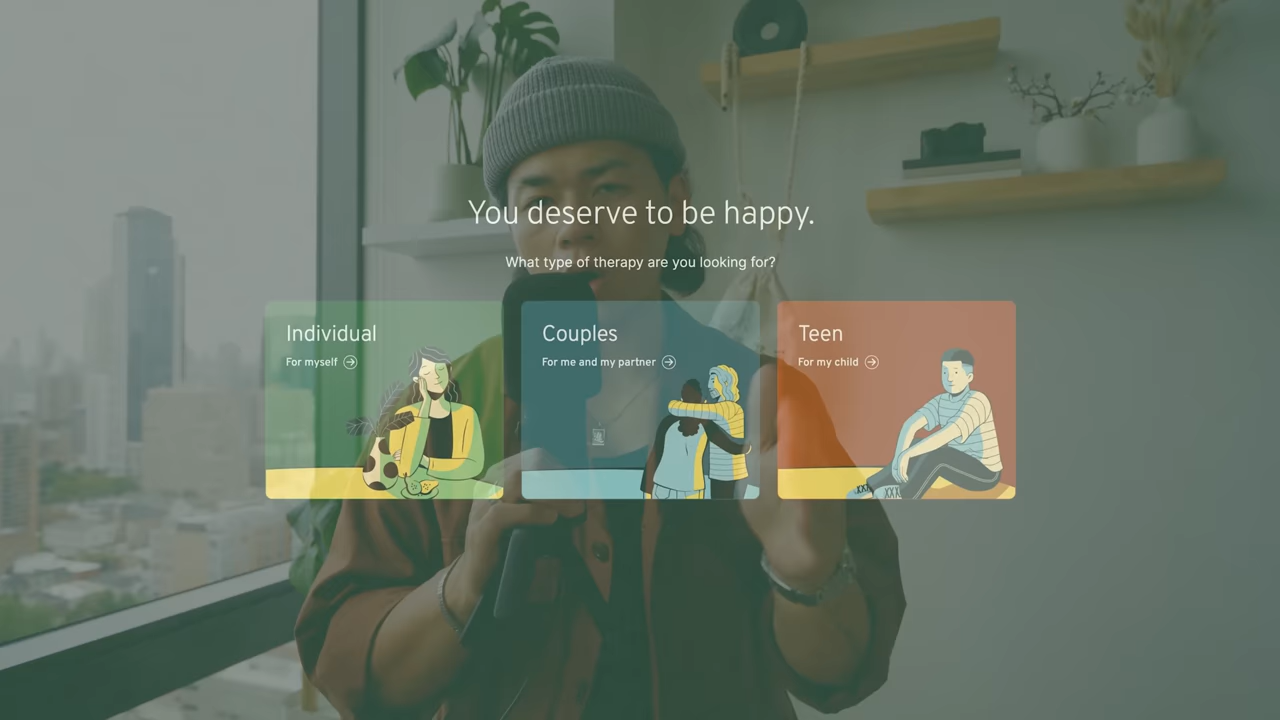 You deserve to be happy.
What type of therapy are you looking for?
Individual
For myself
Couples
For me and my partner
Teen
For my child